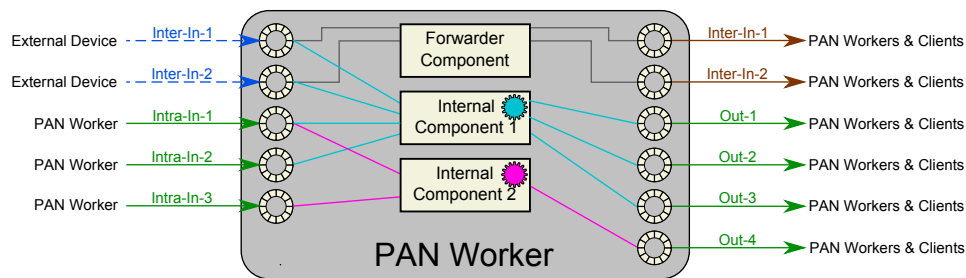 External Device Inter-In-1 Forwarder Component Inter-In-1 PAN Workers & Clients
External Device Inter-In-2 Inter-In-2 PAN Workers & Clients
PAN Worker Intra-In-1 Internal Component 1 Out-1 PAN Workers & Clients
PAN Worker Intra-In-2 Out-2 PAN Workers & Clients
PAN Worker Intra-In-3 Internal Component 2 Out-3 PAN Workers & Clients
Out-4 PAN Workers & Clients
PAN Worker